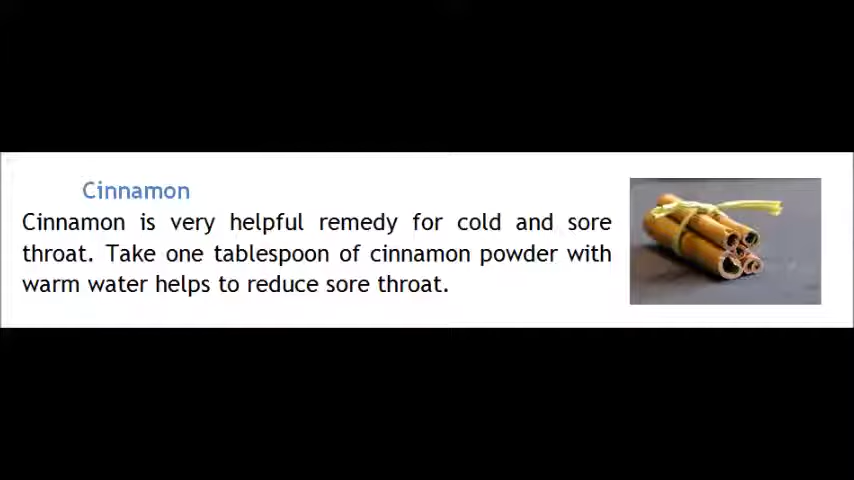 Cinnamon
Cinnamon is very helpful remedy for cold and sore
throat. Take one tablespoon of cinnamon powder with
warm water helps to reduce sore throat.